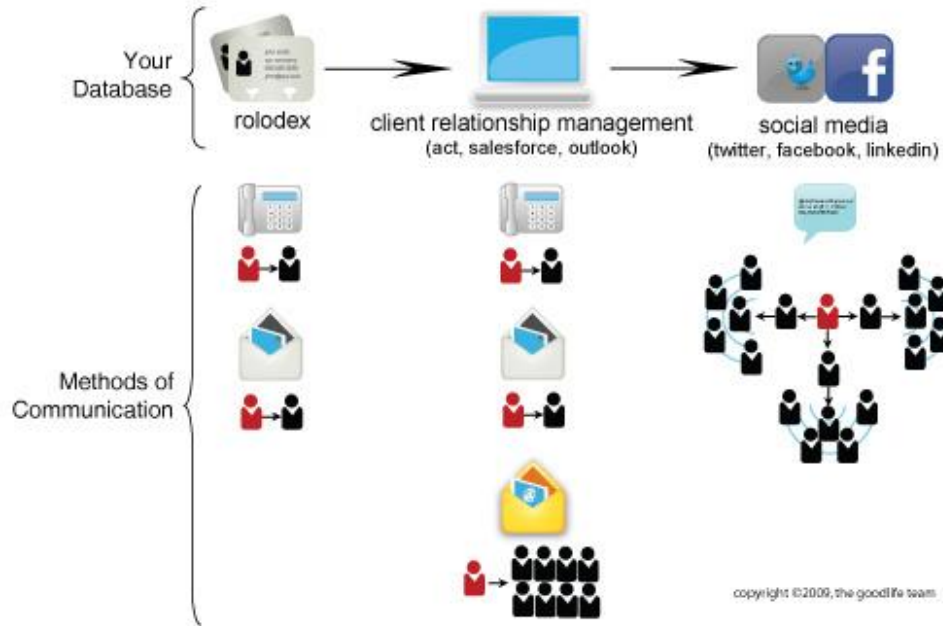 Your
Database
rolodex
client relationship management
(act, salesforce, outlook)
social media
(twitter, facebook, linkedin)
f
Methods of
Communication
@
copyright ©2009, the goodlife team